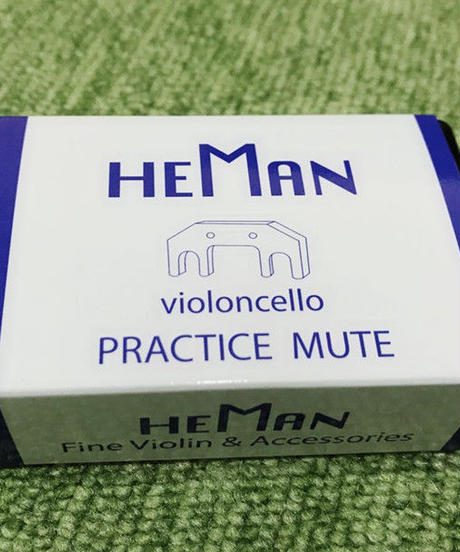 HEMAN
violoncello
PRACTICE MUTE
HEMAN
Fine Violin & Accessories